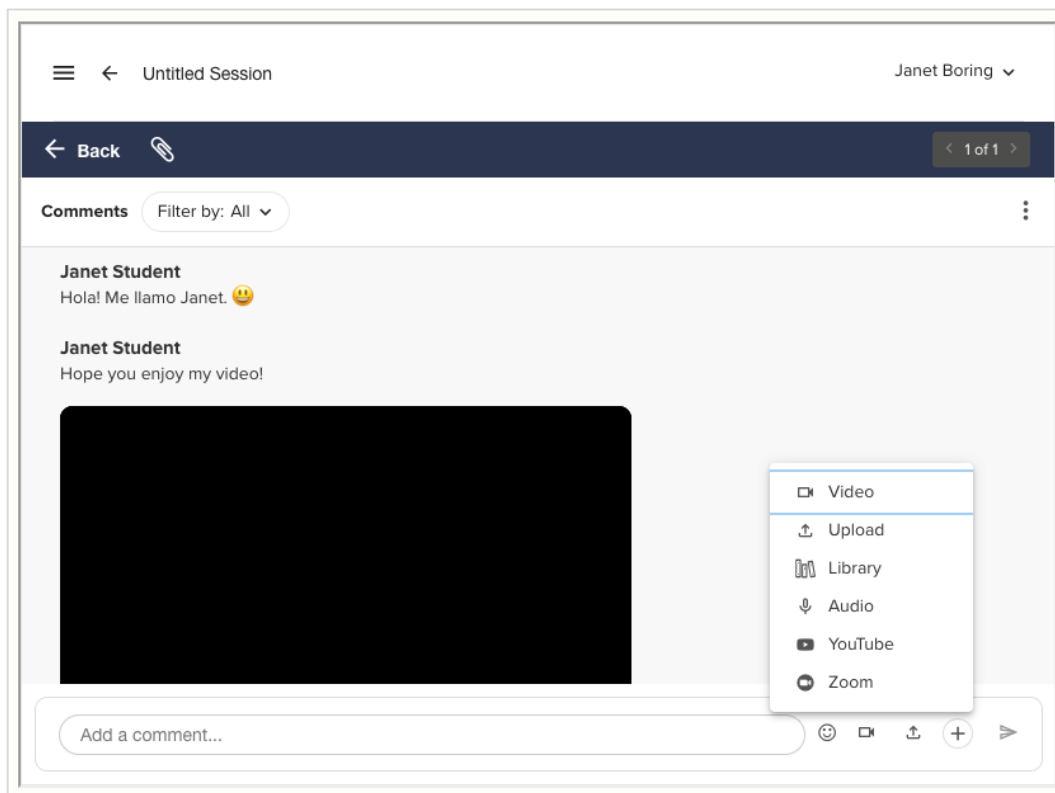 Untitled Session
Janet Boring
Back
1 of 1
Comments
Filter by: All
Janet Student
Hola! Me llamo Janet. 😃
Janet Student
Hope you enjoy my video!
Video
Upload
Library
Audio
YouTube
Zoom
Add a comment...